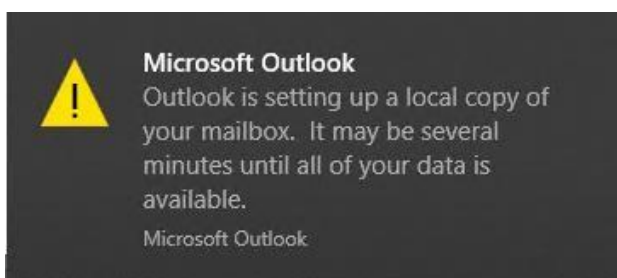 Microsoft Outlook
Outlook is setting up a local copy of
your mailbox.  It may be several
minutes until all of your data is
available.
Microsoft Outlook